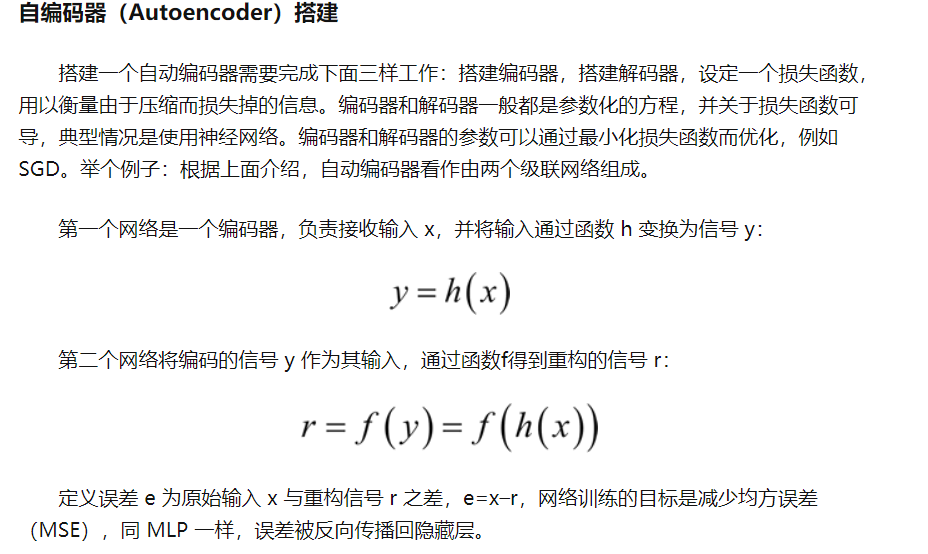 自编码器（Autoencoder）搭建
搭建一个自动编码器需要完成下面三样工作：搭建编码器，搭建解码器，设定一个损失函数，
用以衡量由于压缩而损失掉的信息。编码器和解码器一般都是参数化的方程，并关于损失函数可
导，典型情况是使用神经网络。编码器和解码器的参数可以通过最小化损失函数而优化，例如
SGD。举个例子：根据上面介绍，自动编码器看作由两个级联网络组成。
第一个网络是一个编码器，负责接收输入 x，并将输入通过函数 h 变换为信号 y：
y = h(x)
第二个网络将编码的信号 y 作为其输入，通过函数f得到重构的信号 r：
r = f(y) = f(h(x))
定义误差 e 为原始输入 x 与重构信号 r 之差，e=x–r，网络训练的目标是减少均方误差
（MSE），同 MLP 一样，误差被反向传播回隐藏层。